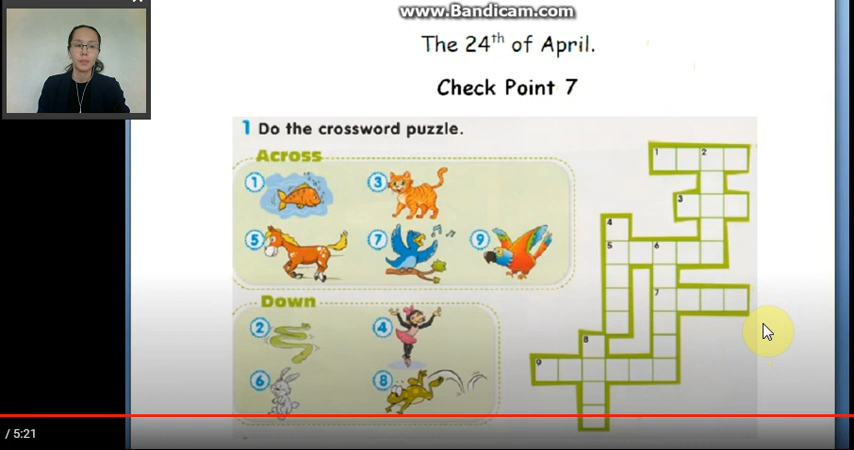 www.Bandicam.com
The 24th of April.
Check Point 7
1 Do the crossword puzzle.
Across
1 3
5 7 9
Down
2 4
6 8
1 2
3
4
5 6
7
8
9
/ 5:21